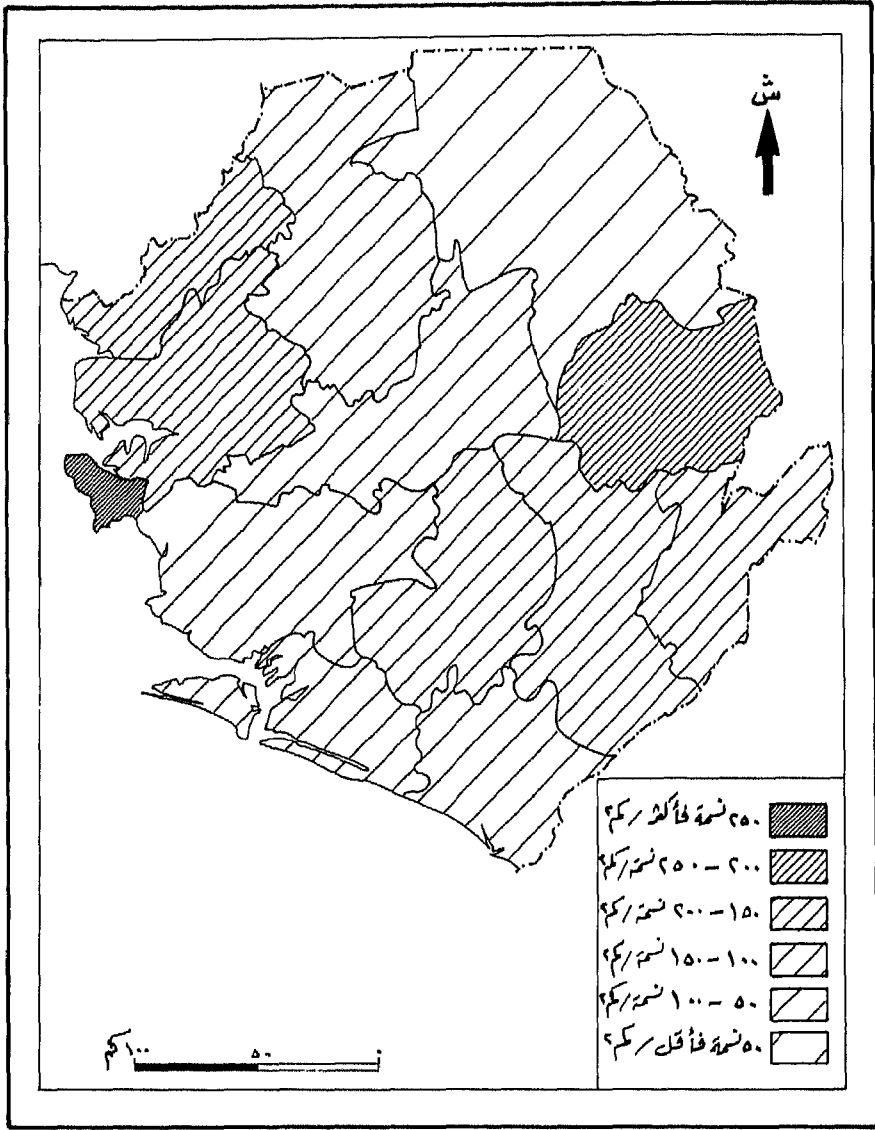 ش
٢٥٠ نسمة فأكثر / كم٢
٢٠٠ – ٢٥٠ نسمة / كم٢
١٥٠ – ٢٠٠ نسمة / كم٢
١٠٠ – ١٥٠ نسمة / كم٢
٥٠ – ١٠٠ نسمة / كم٢
٥٠ نسمة فأقل / كم٢
٠ ٥٠ ١٠٠ كم